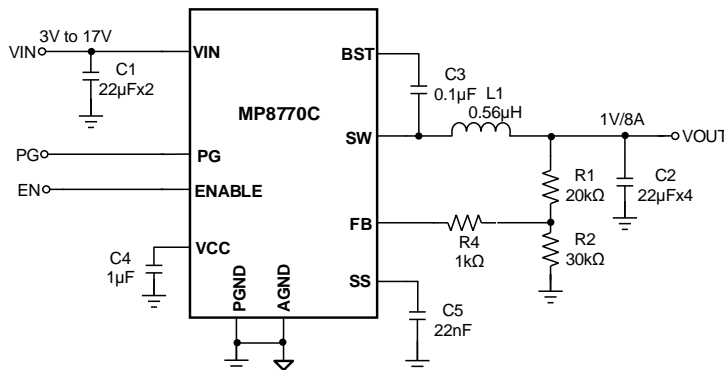 3V to 17V
VIN
C1
22µFx2
VIN
BST
C3
0.1µF
L1
0.56µH
MP8770C
SW
1V/8A
VOUT
PG
PG
EN
ENABLE
R1
20kΩ
C2
22µFx4
FB
R4
1kΩ
R2
30kΩ
VCC
C4
1µF
SS
C5
22nF
PGND
AGND